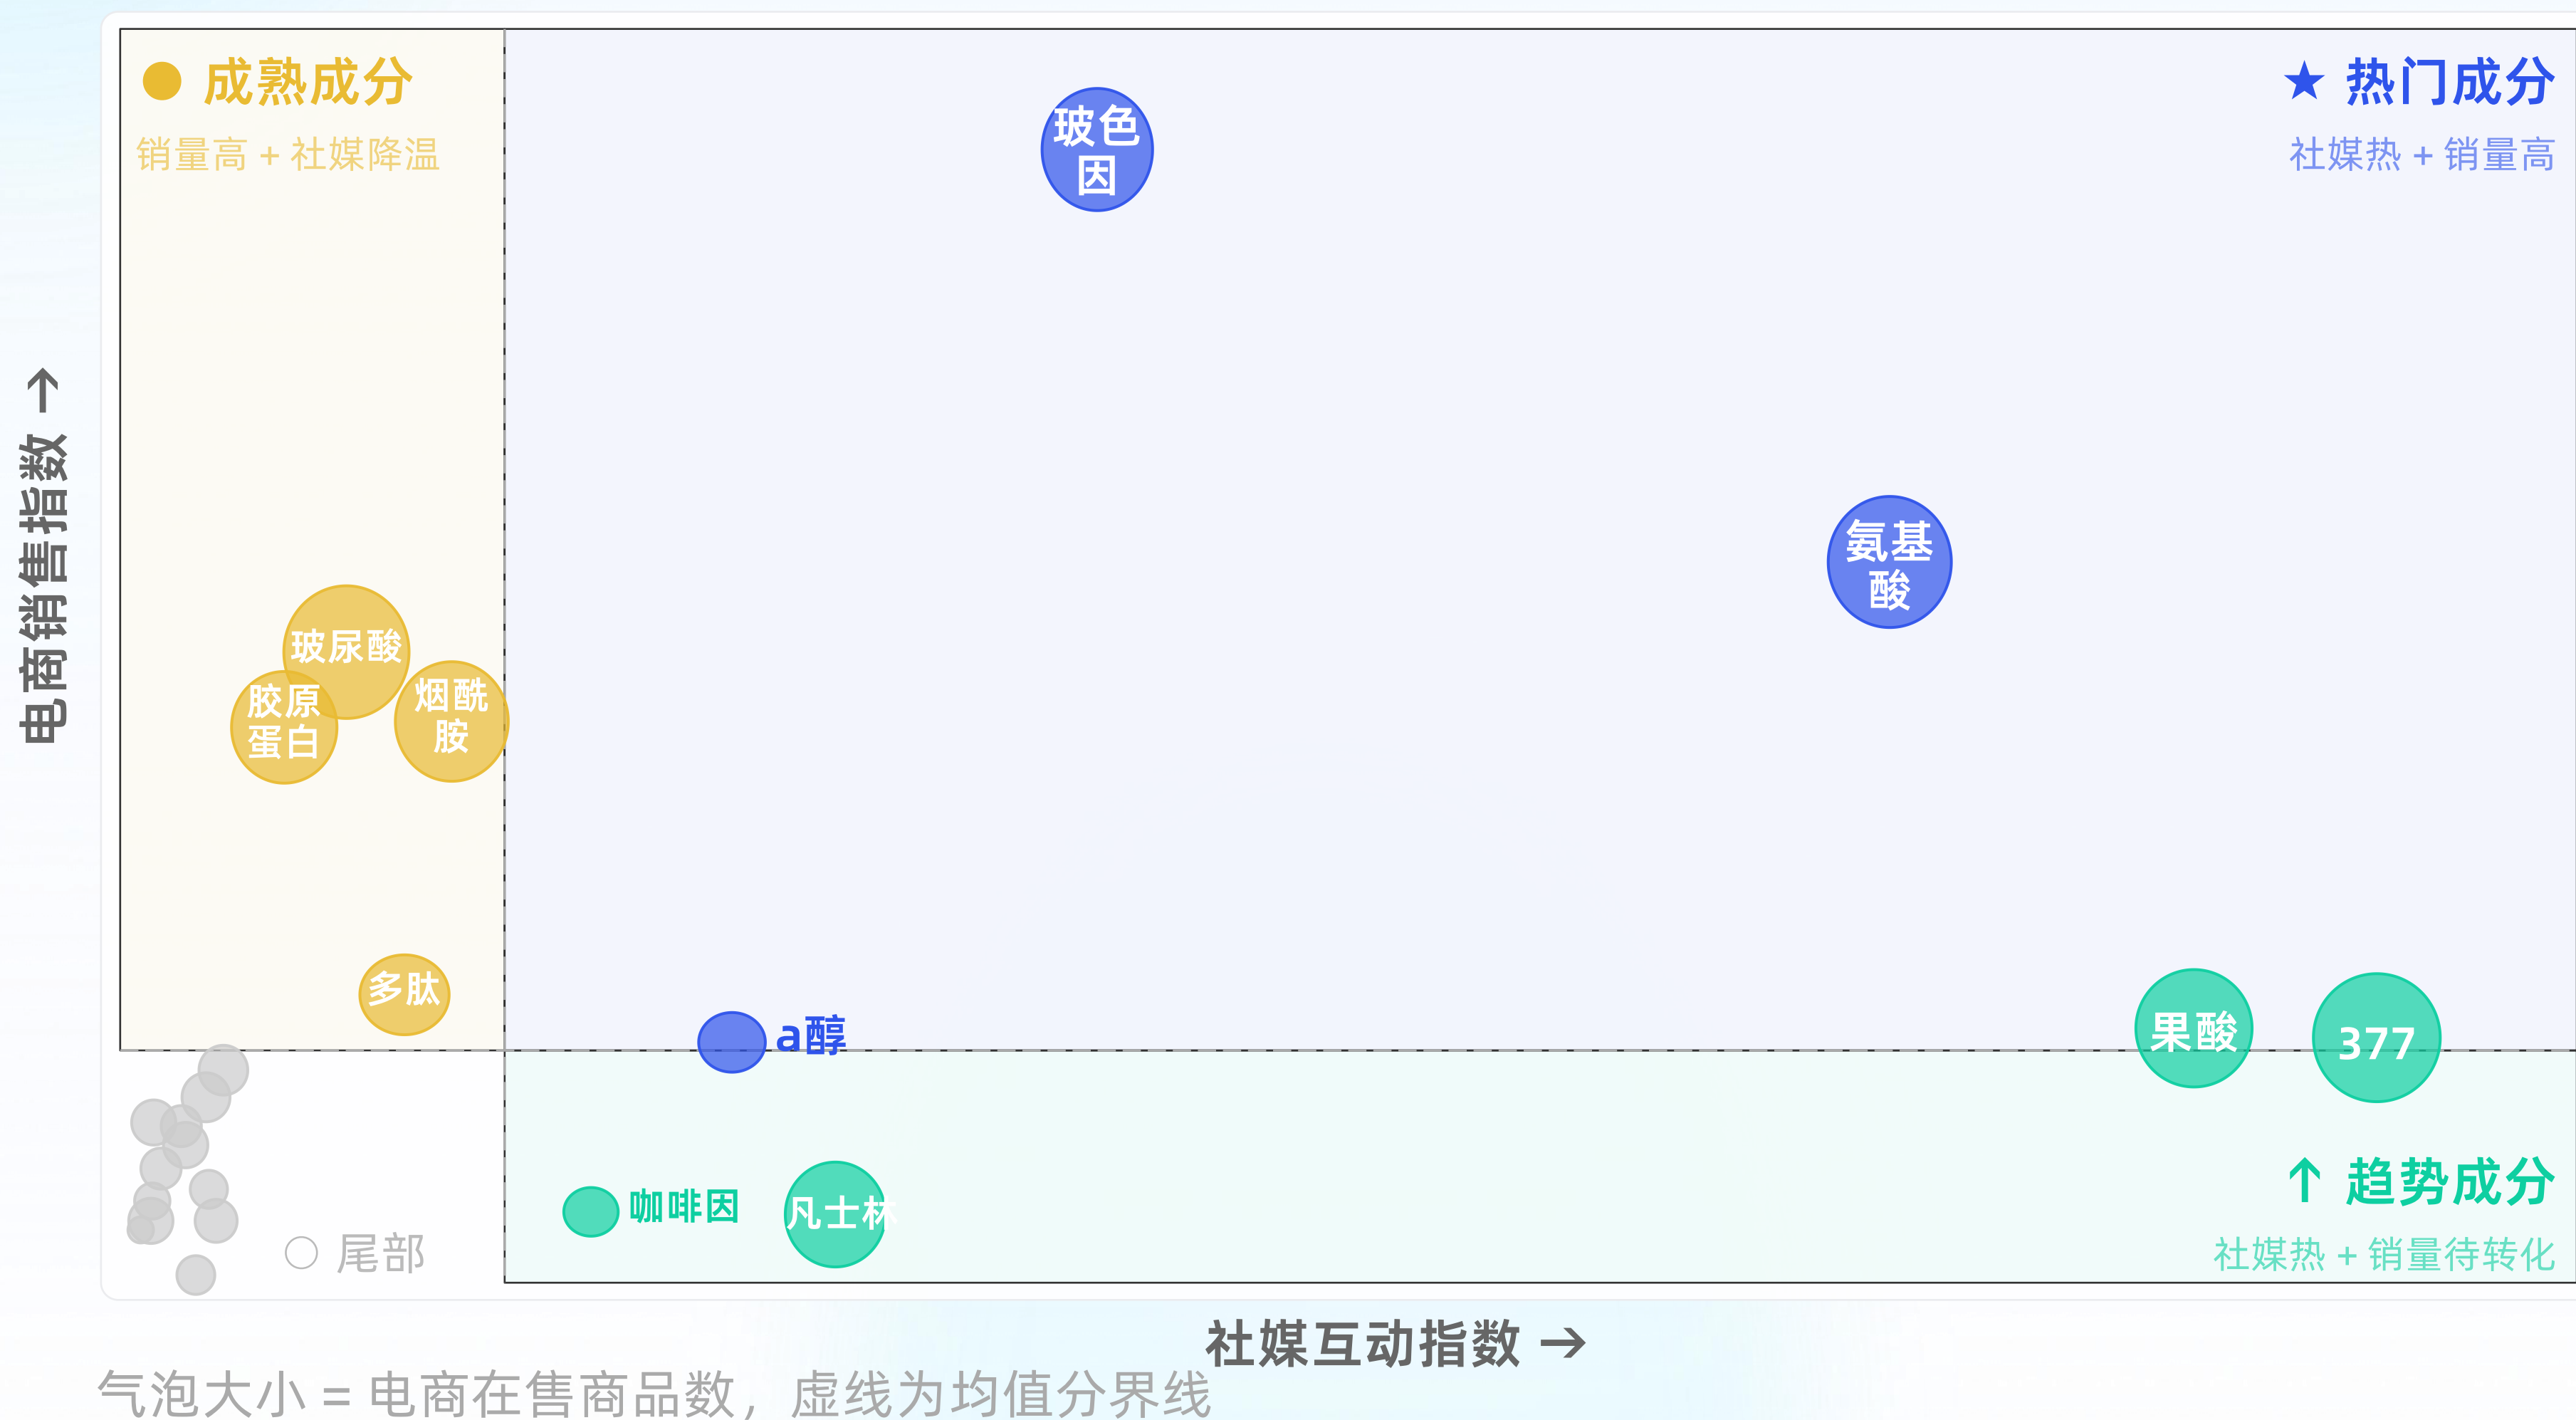 ● 成熟成分
销量高 + 社媒降温
★ 热门成分
社媒热 + 销量高
玻色
因
氨基
酸
电商销售指数 →
玻尿酸
胶原
蛋白
烟酰
胺
多肽
a醇
果酸
377
咖啡因
凡士林
↑ 趋势成分
社媒热 + 销量待转化
○ 尾部
社媒互动指数 →
气泡大小 = 电商在售商品数，虚线为均值分界线